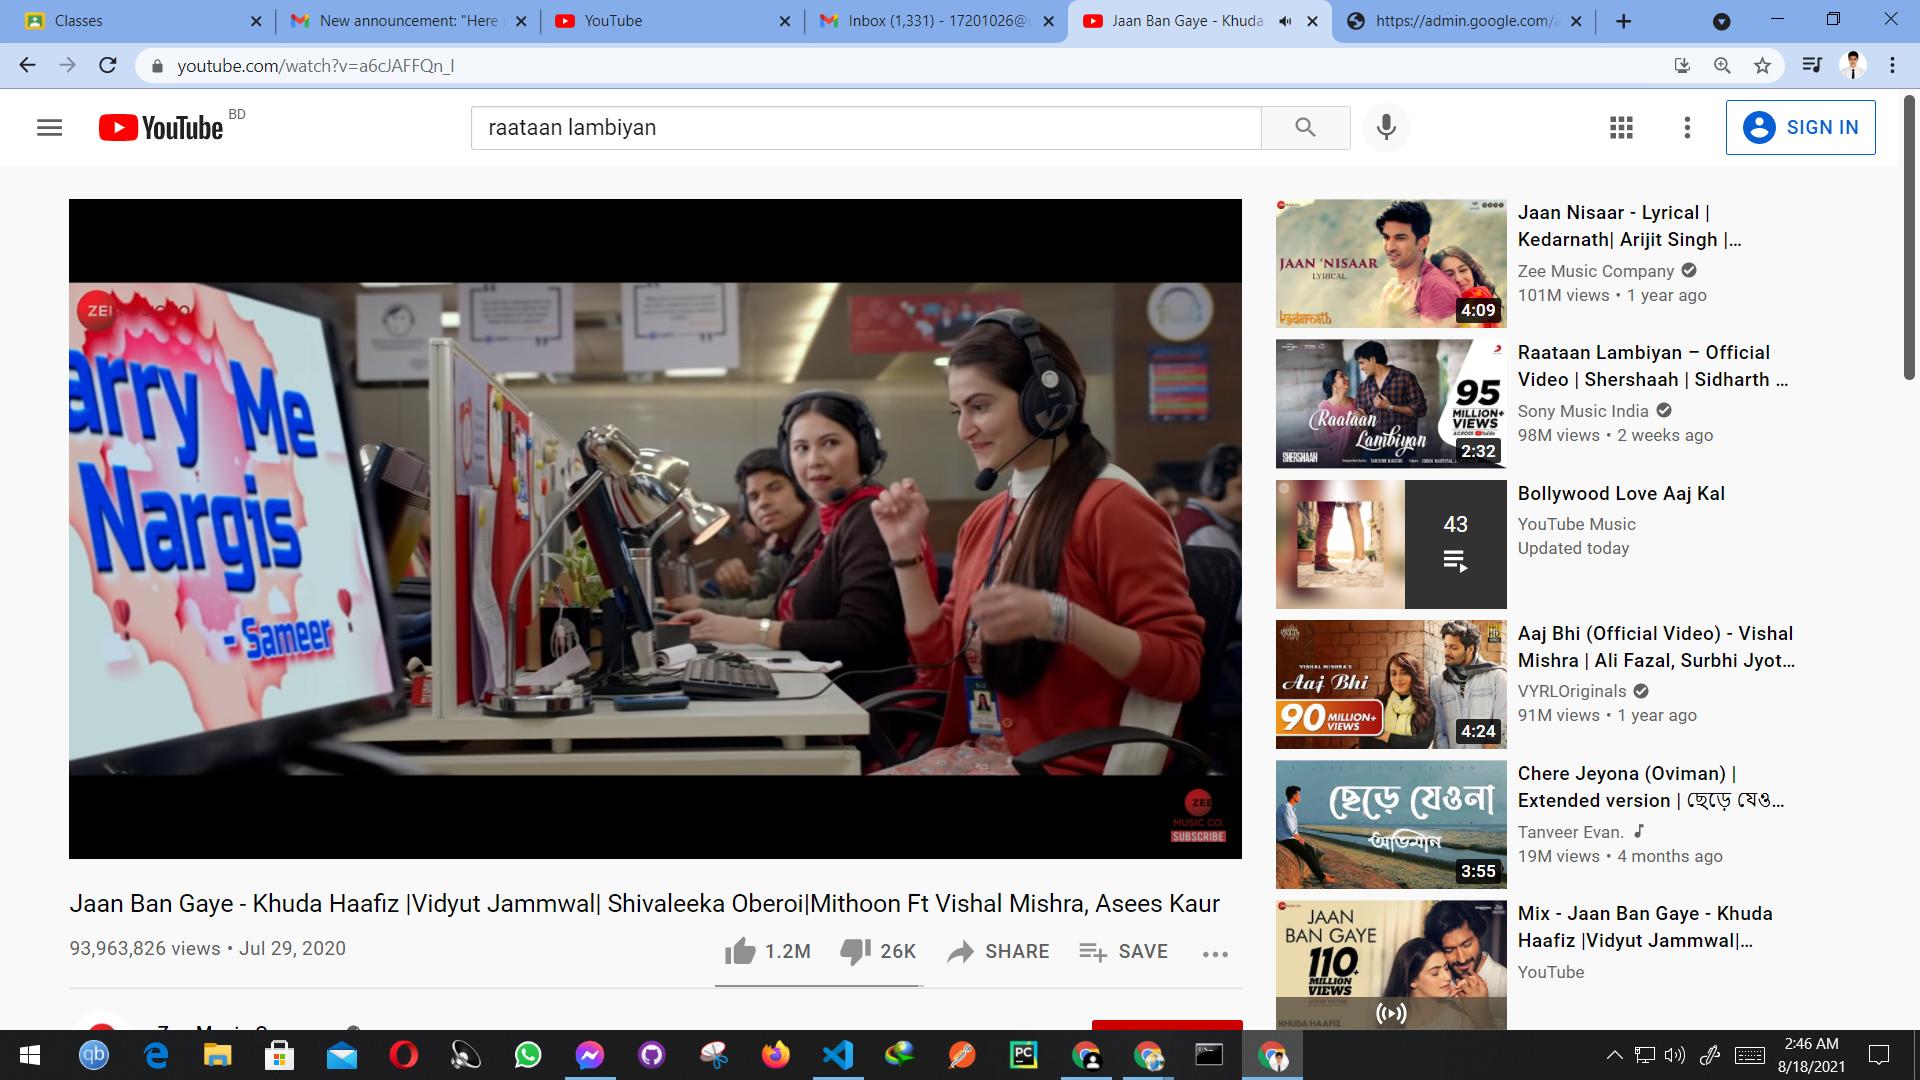 Classes
New announcement: "Here
YouTube
Inbox (1,331) - 17201026@
Jaan Ban Gaye - Khuda
https://admin.google.com/a
youtube.com/watch?v=a6cJAFFQn_I
YouTube BD
raataan lambiyan
SIGN IN
ZEE
arry Me
Nargis
- Sameer
ZEE
MUSIC CO.
SUBSCRIBE
Jaan Ban Gaye - Khuda Haafiz |Vidyut Jammwal| Shivaleeka Oberoi|Mithoon Ft Vishal Mishra, Asees Kaur
93,963,826 views • Jul 29, 2020
1.2M
26K
SHARE
SAVE
JAAN 'NISAAR
LYRICAL
kedarnath
4:09
Jaan Nisaar - Lyrical |
Kedarnath| Arijit Singh |...
Zee Music Company
101M views • 1 year ago
Raataan
Lambiyan
SHERSHAAH
95
MILLION+
VIEWS
2:32
Raataan Lambiyan – Official
Video | Shershaah | Sidharth ...
Sony Music India
98M views • 2 weeks ago
43
Bollywood Love Aaj Kal
YouTube Music
Updated today
VISHAL MISHRA'S
Aaj Bhi
90 MILLION+
VIEWS
4:24
Aaj Bhi (Official Video) - Vishal
Mishra | Ali Fazal, Surbhi Jyot...
VYRLOriginals
91M views • 1 year ago
ছেড়ে যেওনা
অভিমান
3:55
Chere Jeyona (Oviman) |
Extended version | ছেড়ে যেও...
Tanveer Evan.
19M views • 4 months ago
JAAN
BAN GAYE
110+
MILLION
VIEWS
KHUDA HAAFIZ
Mix - Jaan Ban Gaye - Khuda
Haafiz |Vidyut Jammwal|...
YouTube
qb
PC
2:46 AM
8/18/2021